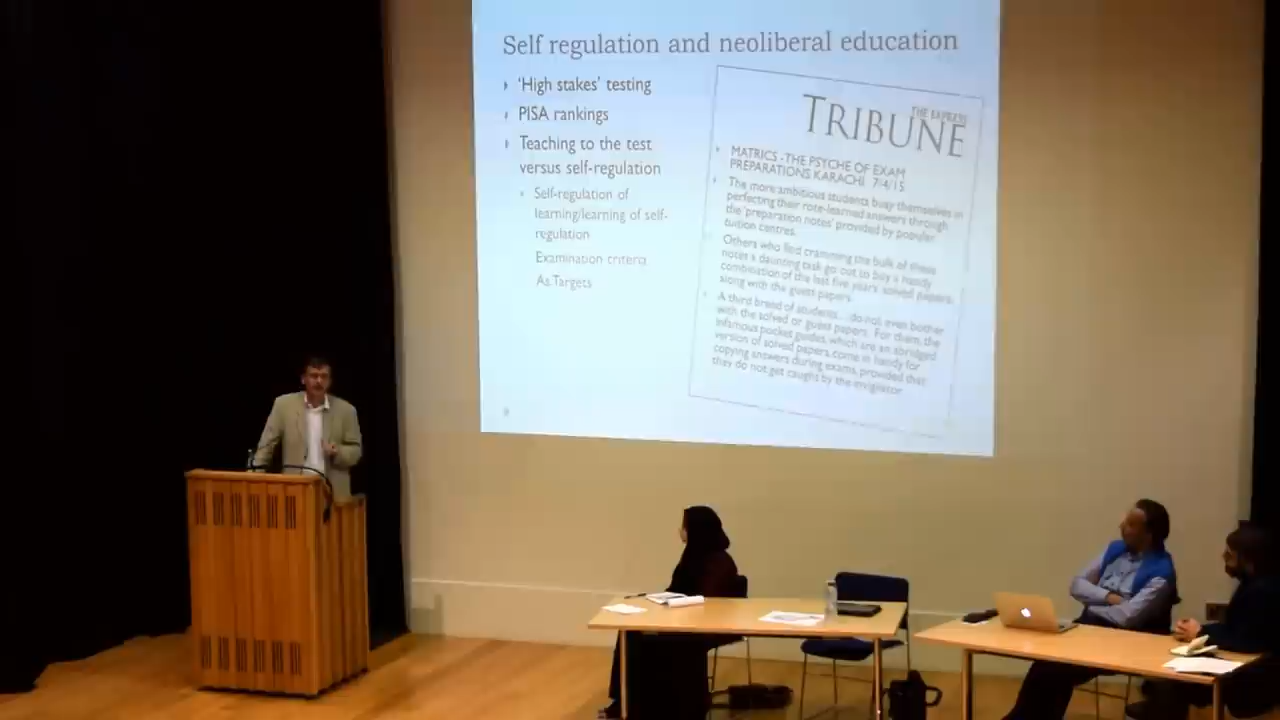 Self regulation and neoliberal education
‘High stakes’ testing
PISA rankings
Teaching to the test
versus self-regulation
Self-regulation of
learning/learning of self-
regulation
Examination criteria
As Targets
THE EXPRESS
TRIBUNE
MATRICS - THE PSYCHE OF EXAM
PREPARATIONS KARACHI 7/4/15
The more ambitious students busy themselves in
perfecting their rote-learned answers through
the 'preparation notes' provided by popular
tuition centres.
Others who find cramming the bulk of these
notes a daunting task go out to buy a handy
combination of the last five years' solved papers,
along with the guess papers.
A third breed of students... do not even bother
with the solved or guess papers. For them, the
infamous pocket guides, which are an abridged
version of solved papers, come in handy for
copying answers during exams, provided that
they do not get caught by the invigilator